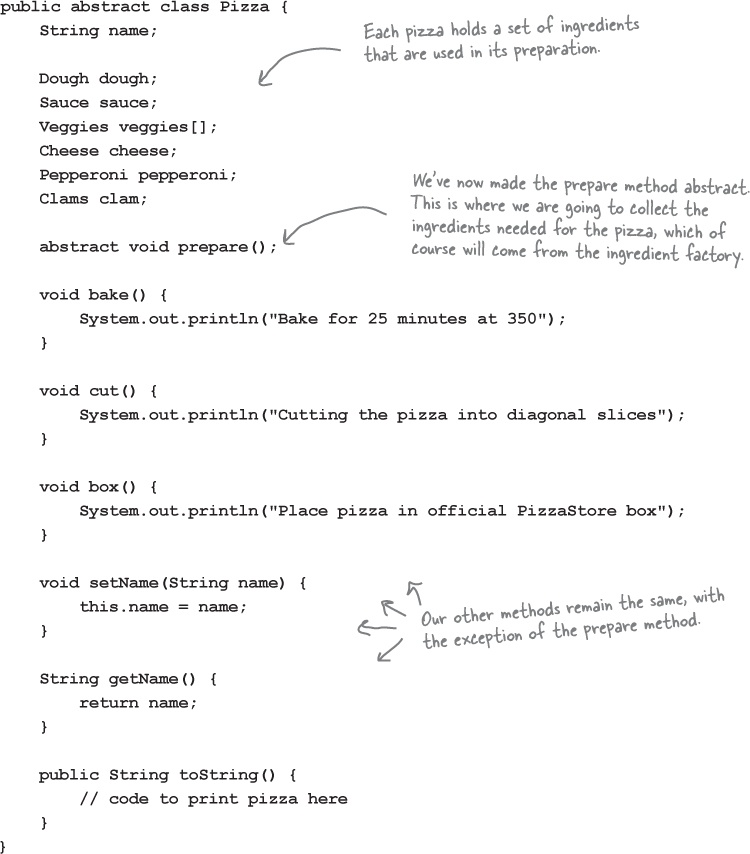 public abstract class Pizza {
String name;
Each pizza holds a set of ingredients
that are used in its preparation.
Dough dough;
Sauce sauce;
Veggies veggies[];
Cheese cheese;
Pepperoni pepperoni;
Clams clam;
We've now made the prepare method abstract.
This is where we are going to collect the
ingredients needed for the pizza, which of
course will come from the ingredient factory.
abstract void prepare();
void bake() {
System.out.println("Bake for 25 minutes at 350");
}
void cut() {
System.out.println("Cutting the pizza into diagonal slices");
}
void box() {
System.out.println("Place pizza in official PizzaStore box");
}
void setName(String name) {
this.name = name;
}
Our other methods remain the same, with
the exception of the prepare method.
String getName() {
return name;
}
public String toString() {
// code to print pizza here
}
}